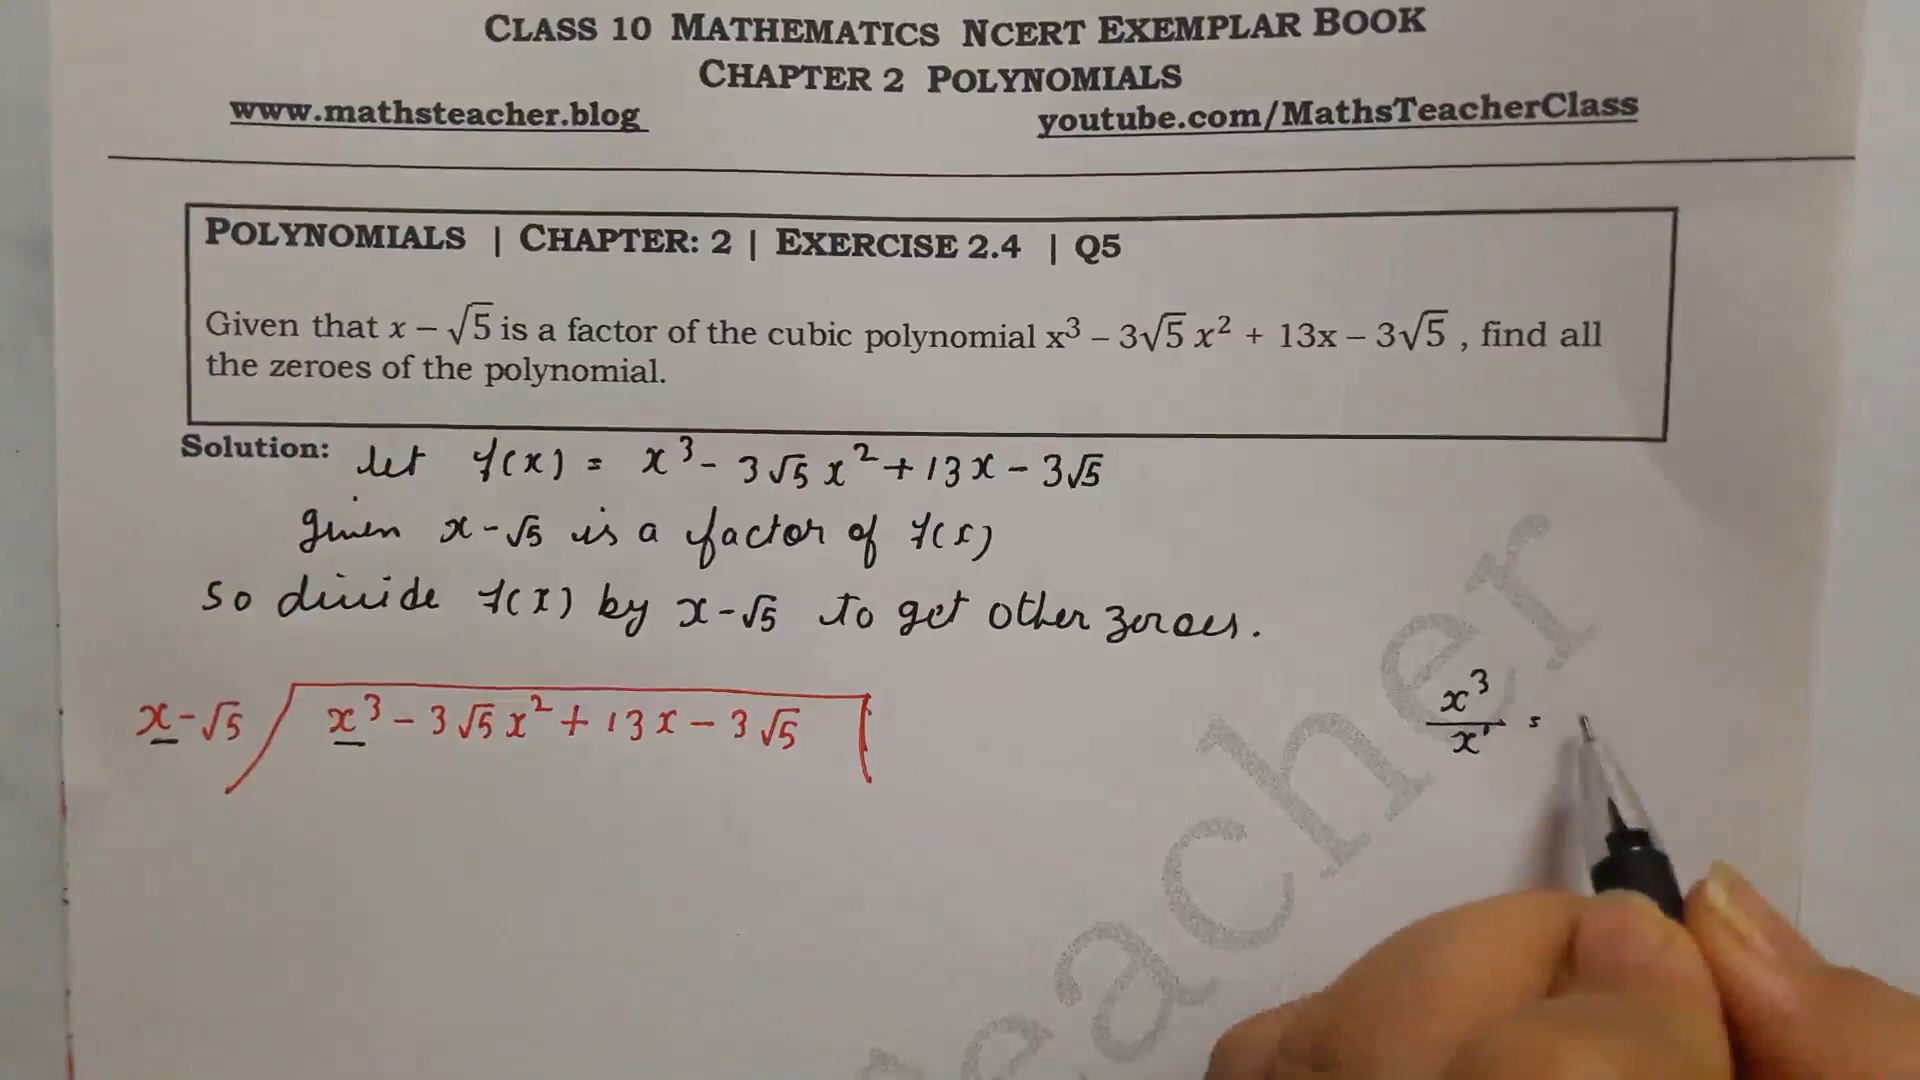 CLASS 10 MATHEMATICS NCERT EXEMPLAR BOOK
CHAPTER 2 POLYNOMIALS
www.mathsteacher.blog youtube.com/MathsTeacherClass
POLYNOMIALS | CHAPTER: 2 | EXERCISE 2.4 | Q5
Given that x – √5 is a factor of the cubic polynomial x³ – 3√5 x² + 13x – 3√5 , find all
the zeroes of the polynomial.
Solution: let f(x) = x³ - 3√5 x² + 13x - 3√5
given x-√5 is a factor of f(x)
so divide f(x) by x-√5 to get other zeroes.
x-√5 x³ - 3√5 x² + 13x - 3√5
x³/x¹ =
eacher